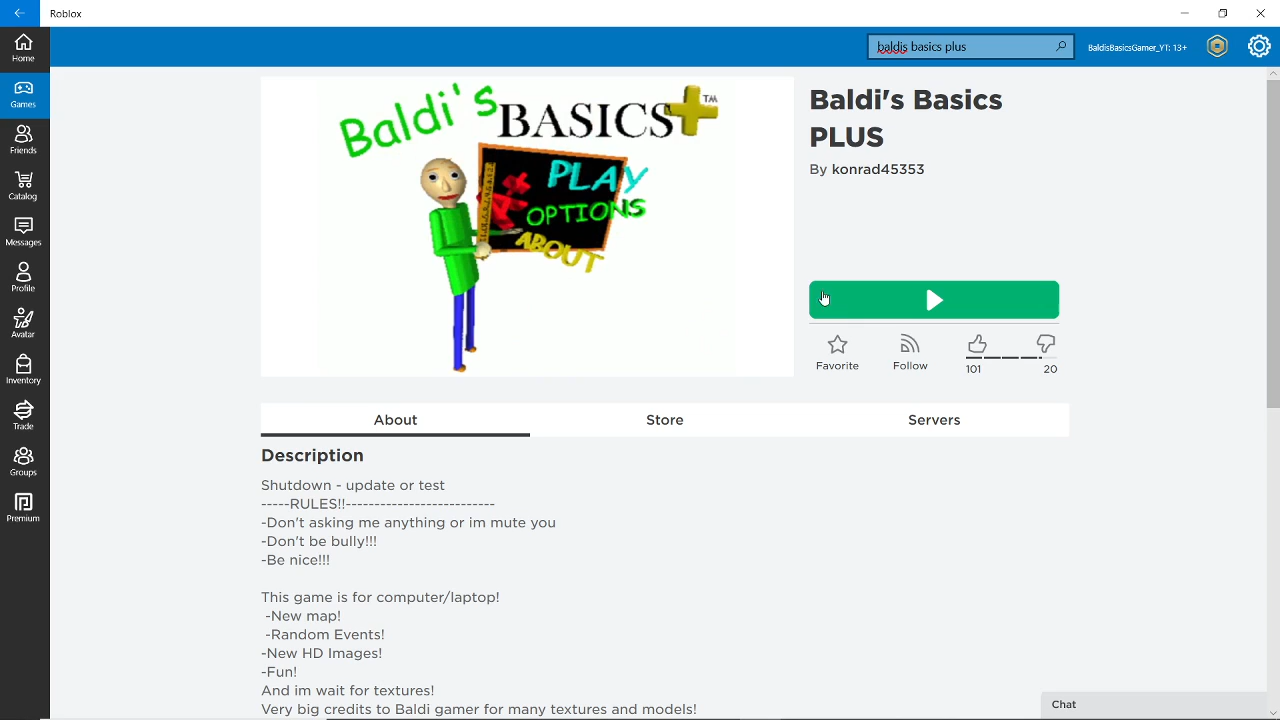 Roblox
Home
Games
Friends
Catalog
Messages
Profile
Avatar
Inventory
Trade
Groups
Premium
baldis basics plus
BaldisBasicsGamer_YT: 13+
Baldi's BASICS+™
PLAY
OPTIONS
ABOUT
Baldi's Basics
PLUS
By konrad45353
Favorite
Follow
101
20
About
Store
Servers
Description
Shutdown - update or test
-----RULES!!--------------------------
-Don't asking me anything or im mute you
-Don't be bully!!!
-Be nice!!!
This game is for computer/laptop!
-New map!
-Random Events!
-New HD Images!
-Fun!
And im wait for textures!
Very big credits to Baldi gamer for many textures and models!
Chat